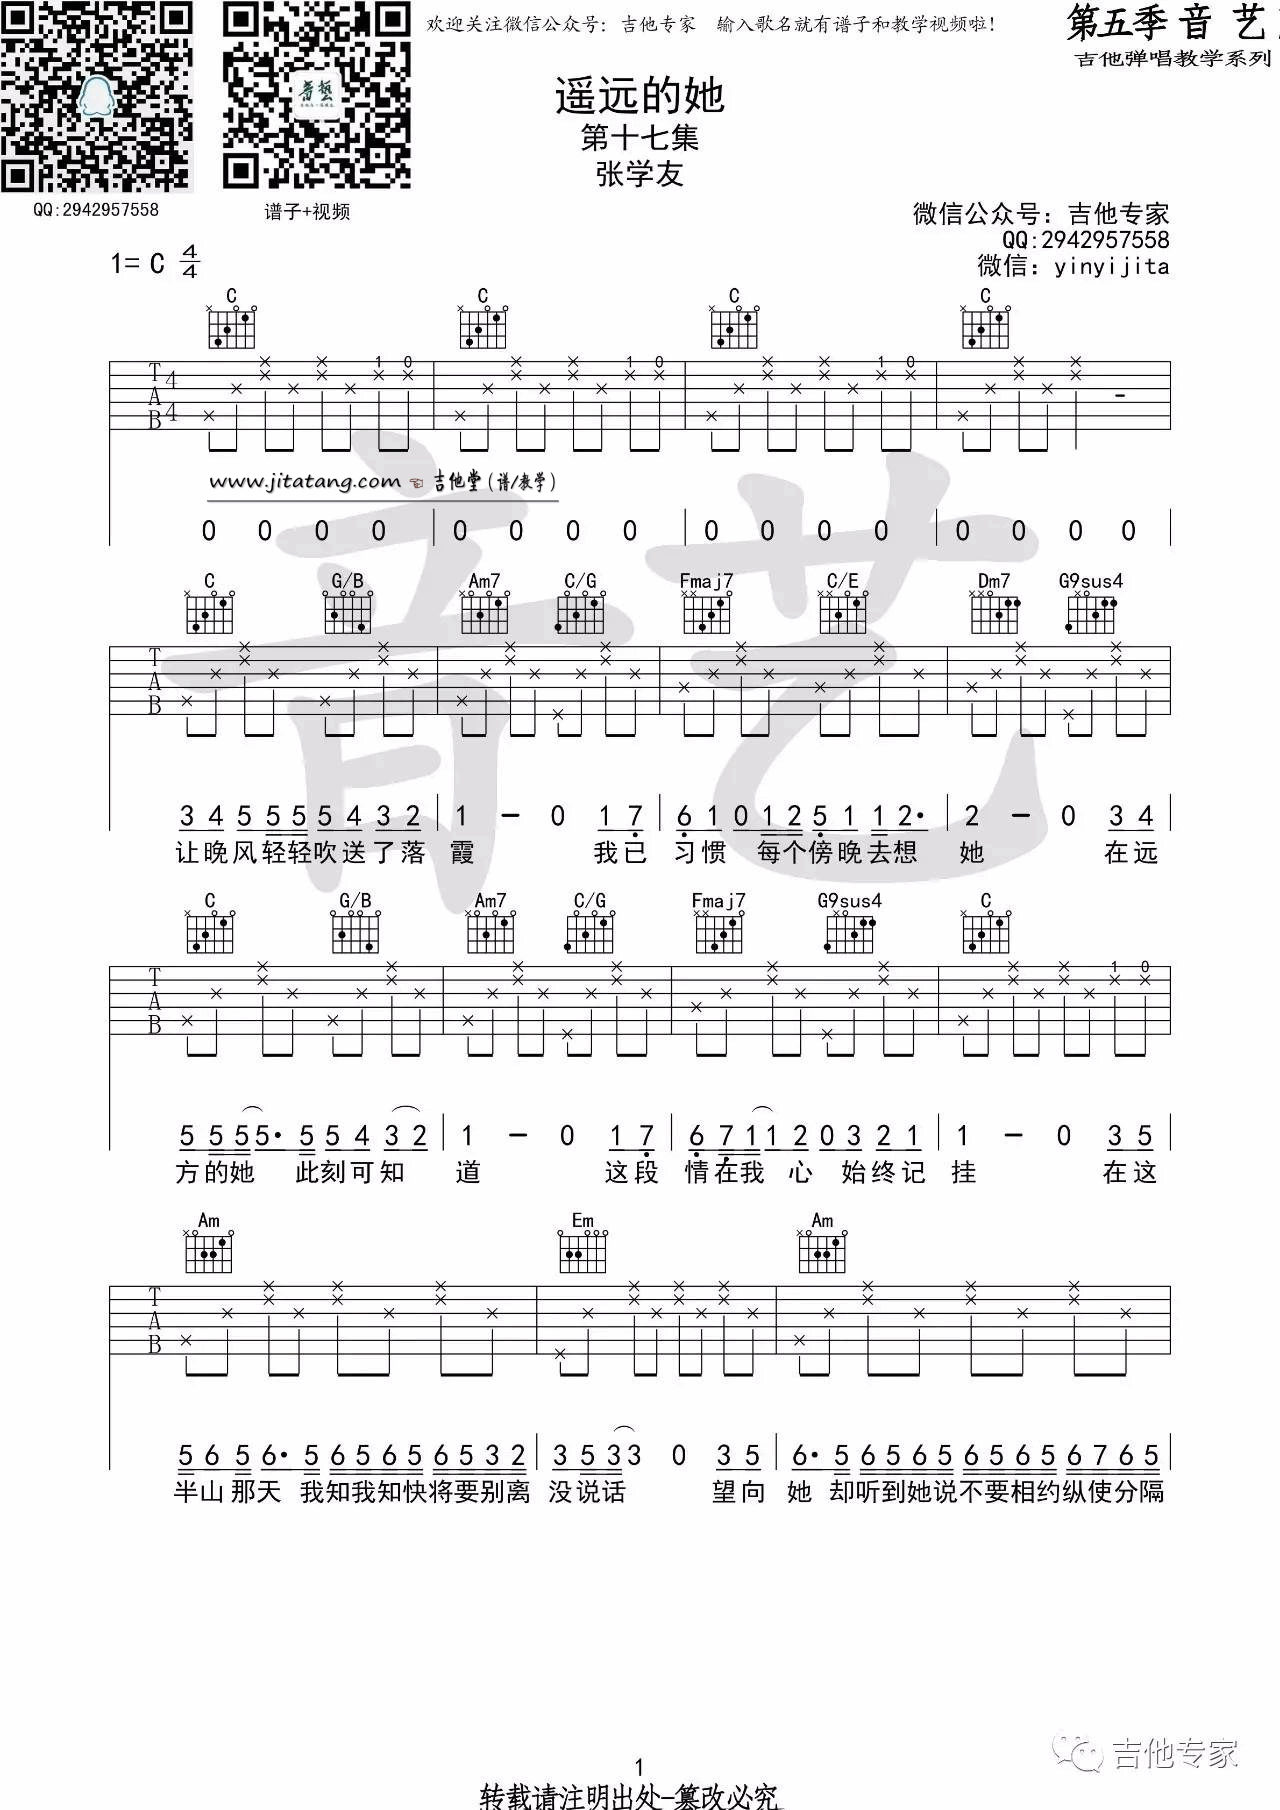 欢迎关注微信公众号：吉他专家 输入歌名就有谱子和教学视频啦！
第五季 音 艺
吉他弹唱教学系列
遥远的她
第十七集
张学友
QQ:2942957558 谱子+视频
微信公众号：吉他专家
QQ:2942957558
微信：yinyijita
1= C 4/4
C C C C
1 0 1 0 1 0
T A B 4 4
www.jitatang.com ☜ 吉他堂(谱/教学)
0 0 0 0 0 0 0 0 0 0 0 0 0 0 0 0
C G/B Am7 C/G Fmaj7 C/E Dm7 G9sus4
T A B
3 4 5 5 5 5 4 3 2 1 - 0 1 7 6 1 0 1 2 5 1 1 2· 2 - 0 3 4
让晚风轻轻吹送了落 霞 我已 习惯 每个傍晚去想 她 在远
C G/B Am7 C/G Fmaj7 G9sus4 C
1 0
T A B
5 5 5 5· 5 5 4 3 2 1 - 0 1 7 6 7 1 1 2 0 3 2 1 1 - 0 3 5
方的她 此刻可知 道 这段 情在我 心 始终记 挂 在这
Am Em Am
T A B
5 6 5 6· 5 6 5 6 5 6 5 3 2 3 5 3 3 0 3 5 6· 5 6 5 6 5 6 5 6 5 6 7 6 5
半山那天 我知我知快将要别离 没说话 望向 她 却听到她说不要相约纵使分隔
音艺
吉他专家
1
转载请注明出处-篡改必究